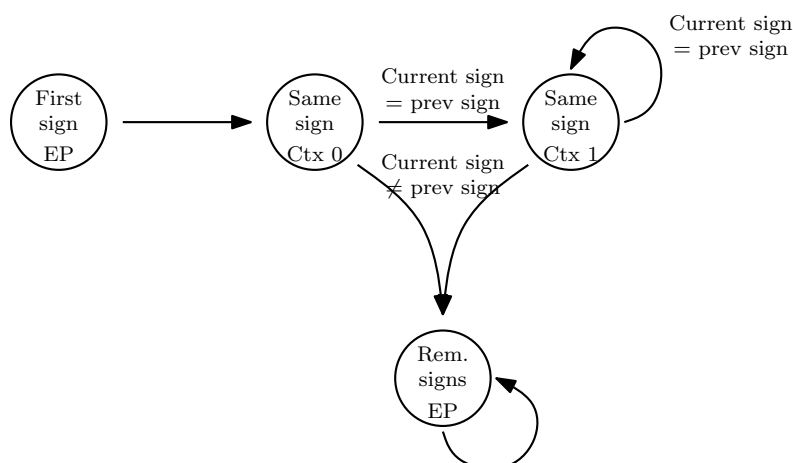 First
sign
EP
Same
sign
Ctx 0
Current sign
= prev sign
Same
sign
Ctx 1
Current sign
= prev sign
Current sign
≠ prev sign
Rem.
signs
EP